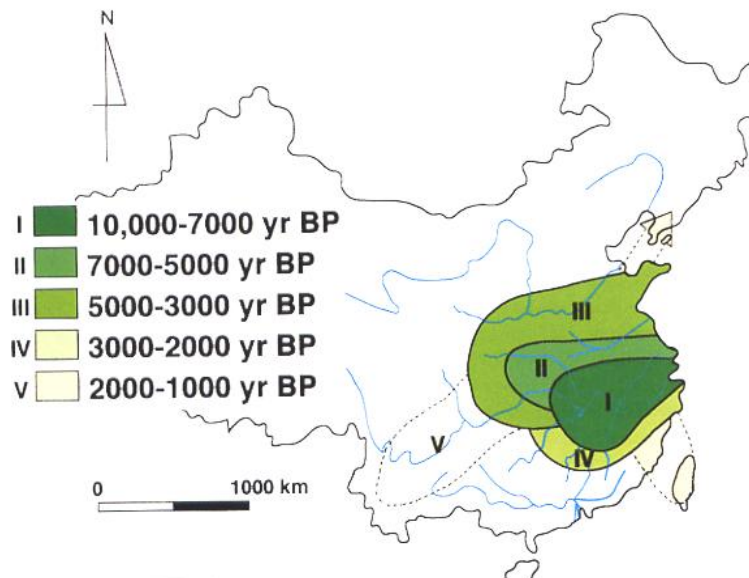 N
I 10,000-7000 yr BP
II 7000-5000 yr BP
III 5000-3000 yr BP
IV 3000-2000 yr BP
V 2000-1000 yr BP
III
II
I
V
IV
0 1000 km